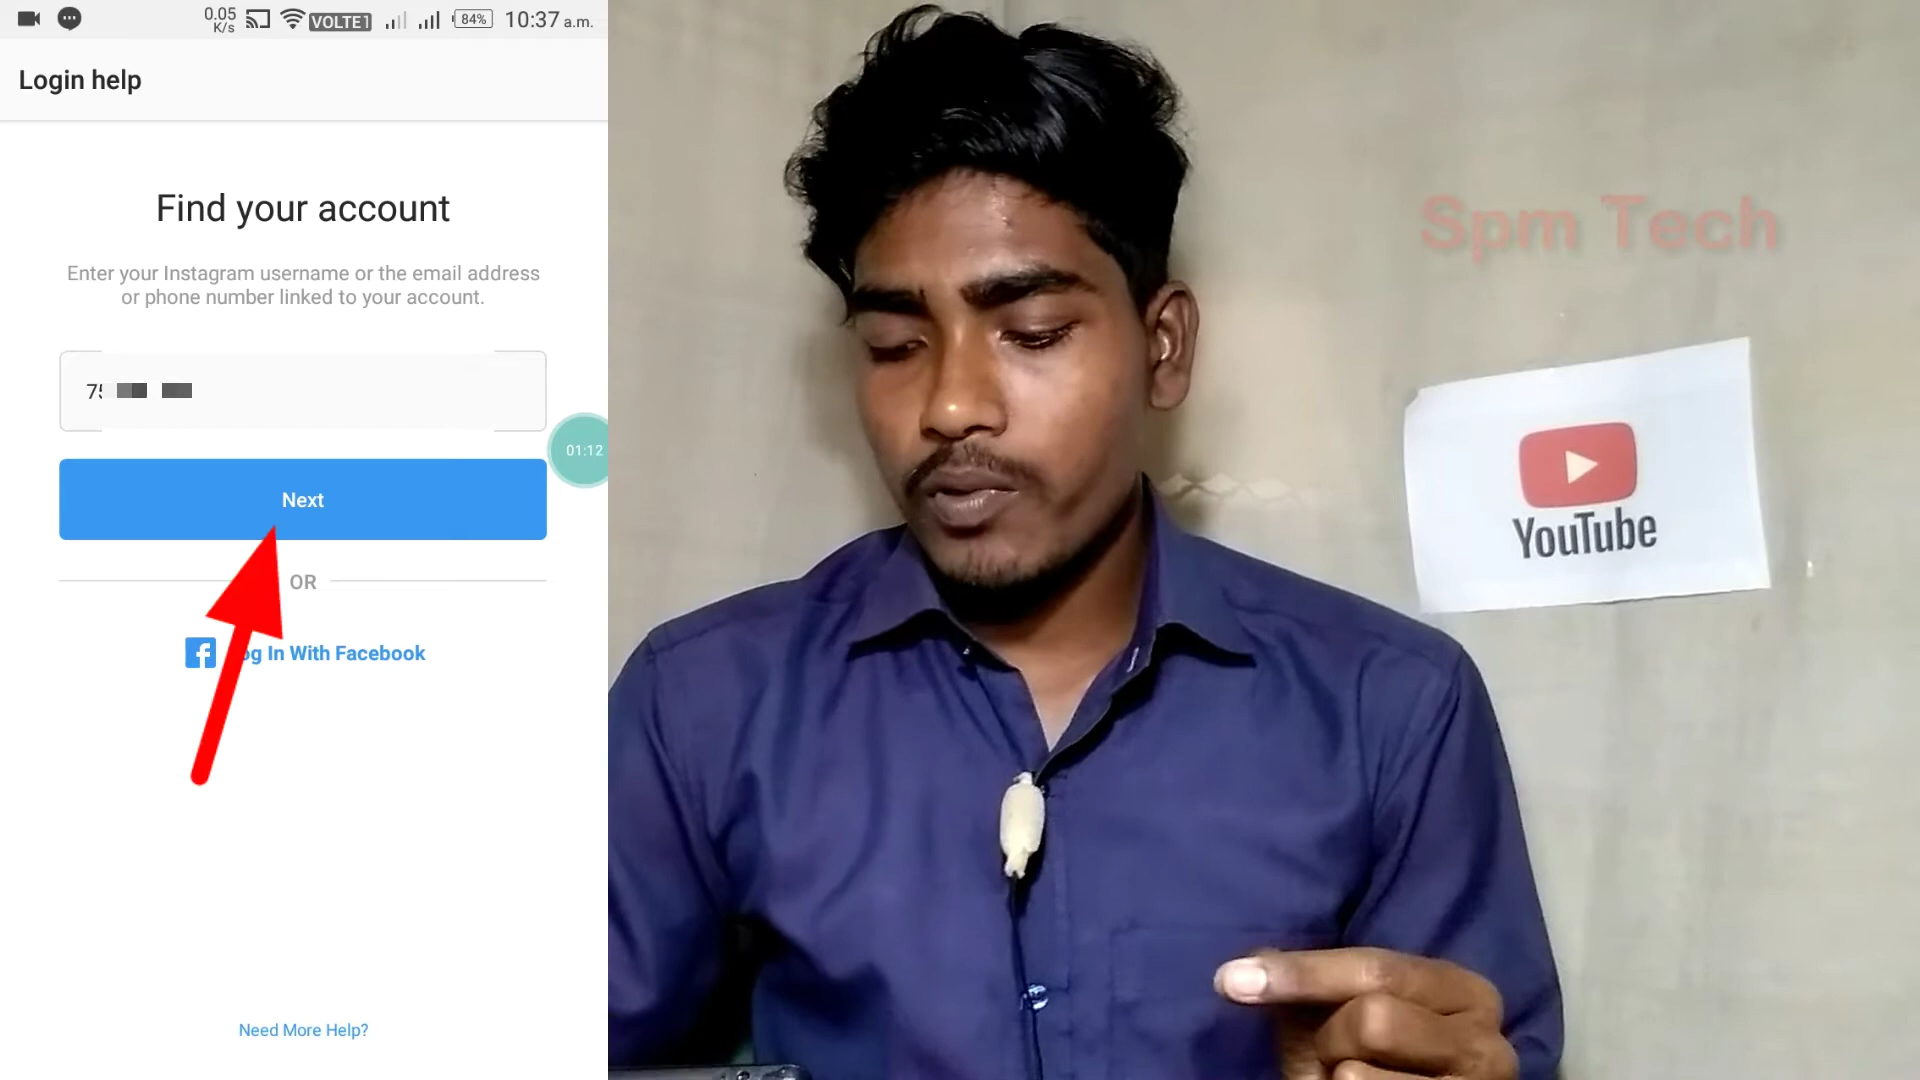 0.05
K/s
VOLTE1
84%
10:37 a.m.
Login help
Find your account
Enter your Instagram username or the email address
or phone number linked to your account.
Next
01:12
OR
In With Facebook
Need More Help?
Spm Tech
YouTube